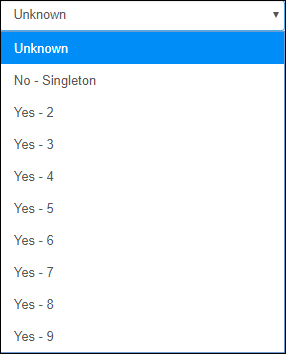 Unknown
Unknown
No - Singleton
Yes - 2
Yes - 3
Yes - 4
Yes - 5
Yes - 6
Yes - 7
Yes - 8
Yes - 9